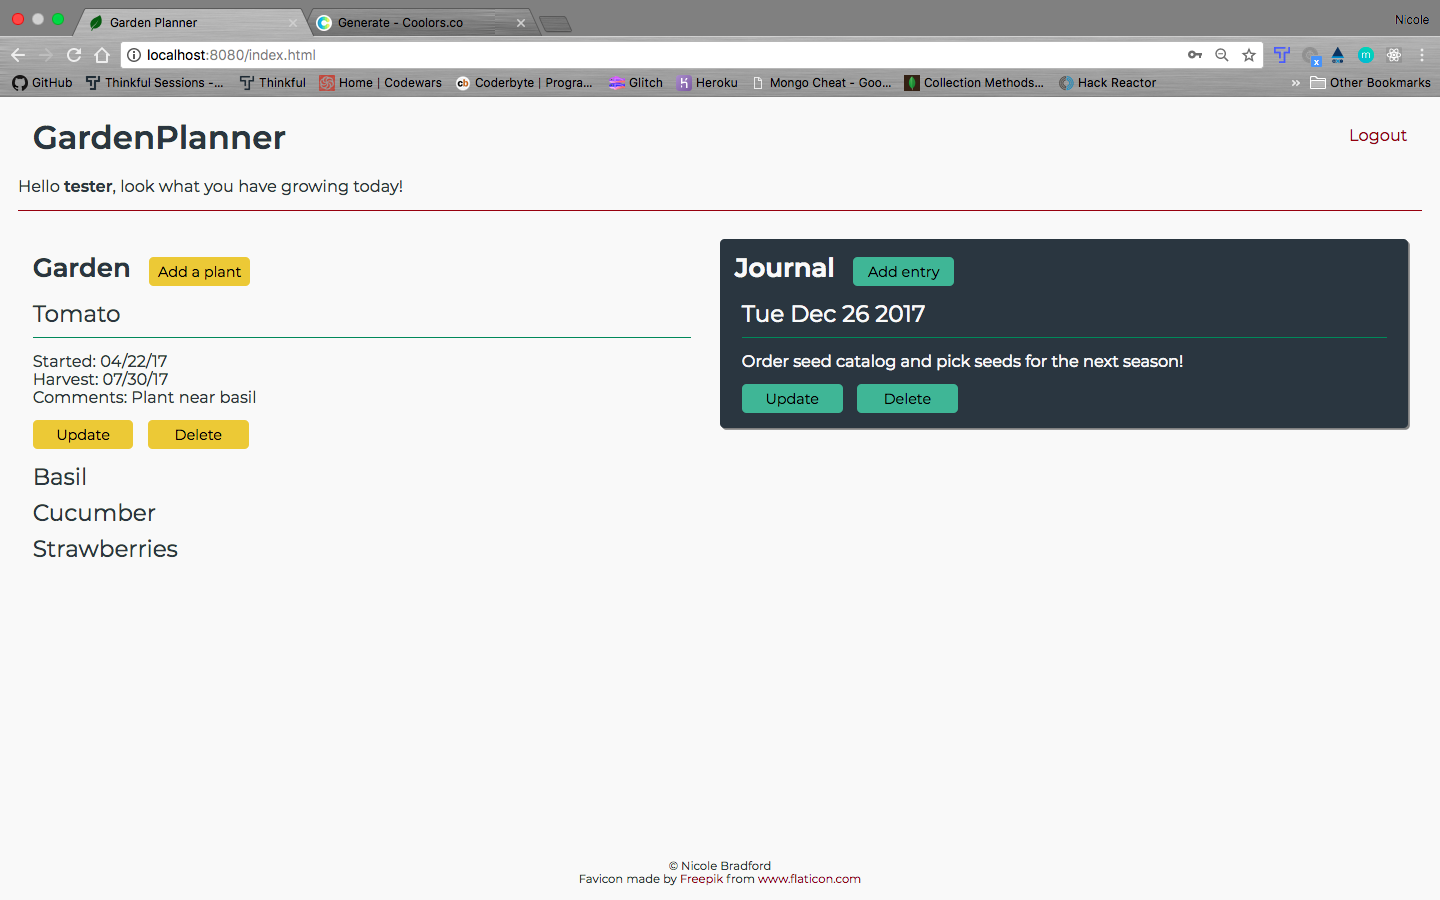 Garden Planner
Generate - Coolors.co
Nicole
localhost:8080/index.html
GitHub
Thinkful Sessions -...
Thinkful
Home | Codewars
Coderbyte | Progra...
Glitch
Heroku
Mongo Cheat - Goo...
Collection Methods...
Hack Reactor
»
Other Bookmarks
GardenPlanner
Logout
Hello tester, look what you have growing today!
Garden
Add a plant
Tomato
Started: 04/22/17
Harvest: 07/30/17
Comments: Plant near basil
Update
Delete
Basil
Cucumber
Strawberries
Journal
Add entry
Tue Dec 26 2017
Order seed catalog and pick seeds for the next season!
Update
Delete
© Nicole Bradford
Favicon made by Freepik from www.flaticon.com